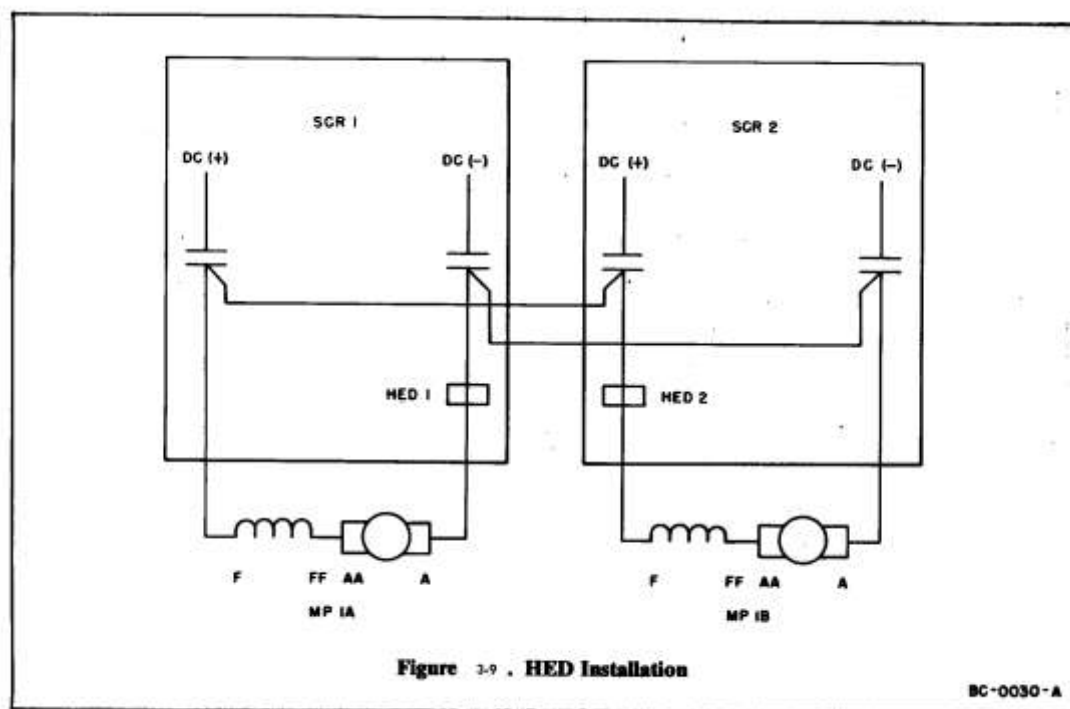 SCR 1
SCR 2
DC (+)
DC (−)
DC (+)
DC (−)
HED 1
HED 2
F FF AA A
F FF AA A
MP 1A
MP 1B
Figure 3-9 . HED Installation
BC-0030-A